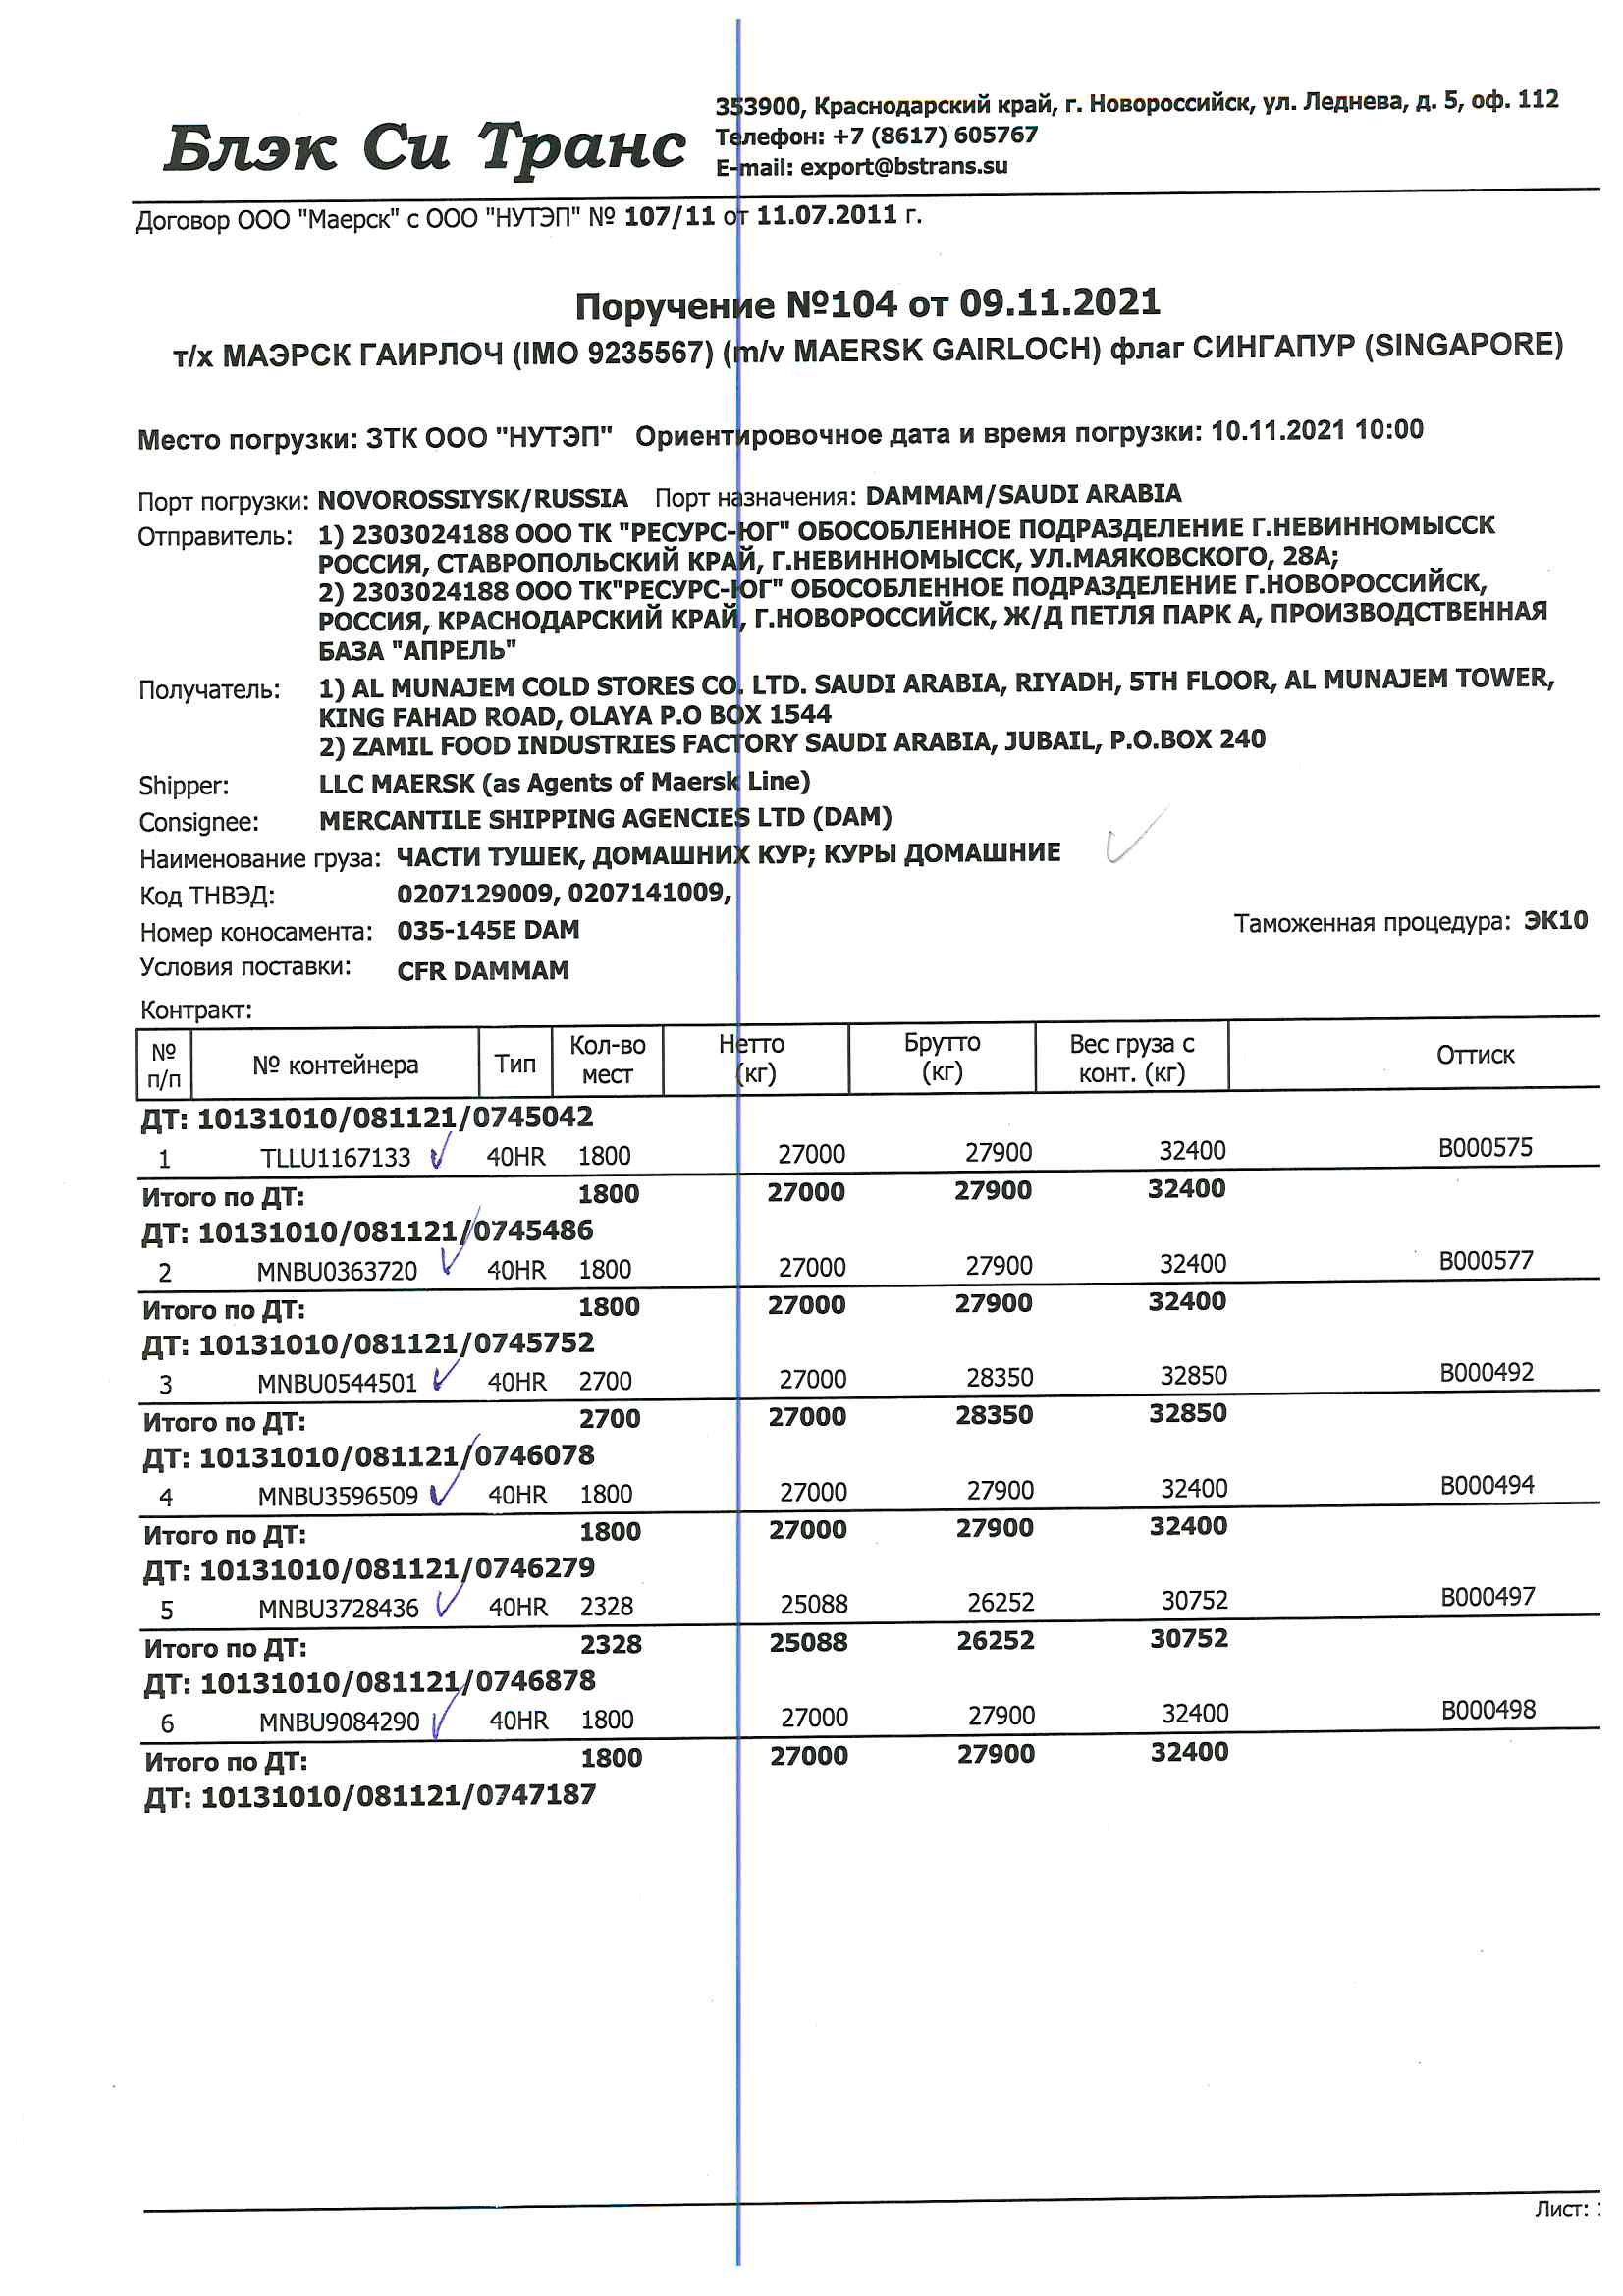 Блэк Си Транс
353900, Краснодарский край, г. Новороссийск, ул. Леднева, д. 5, оф. 112
Телефон: +7 (8617) 605767
E-mail: export@bstrans.su
Договор ООО "Маерск" с ООО "НУТЭП" № 107/11 от 11.07.2011 г.
Поручение №104 от 09.11.2021
т/х МАЭРСК ГАИРЛОЧ (IMO 9235567) (m/v MAERSK GAIRLOCH) флаг СИНГАПУР (SINGAPORE)
Место погрузки: ЗТК ООО "НУТЭП" Ориентировочное дата и время погрузки: 10.11.2021 10:00
Порт погрузки: NOVOROSSIYSK/RUSSIA Порт назначения: DAMMAM/SAUDI ARABIA
Отправитель: 1) 2303024188 ООО ТК "РЕСУРС-ЮГ" ОБОСОБЛЕННОЕ ПОДРАЗДЕЛЕНИЕ Г.НЕВИННОМЫССК
РОССИЯ, СТАВРОПОЛЬСКИЙ КРАЙ, Г.НЕВИННОМЫССК, УЛ.МАЯКОВСКОГО, 28А;
2) 2303024188 ООО ТК"РЕСУРС-ЮГ" ОБОСОБЛЕННОЕ ПОДРАЗДЕЛЕНИЕ Г.НОВОРОССИЙСК,
РОССИЯ, КРАСНОДАРСКИЙ КРАЙ, Г.НОВОРОССИЙСК, Ж/Д ПЕТЛЯ ПАРК А, ПРОИЗВОДСТВЕННАЯ
БАЗА "АПРЕЛЬ"
Получатель: 1) AL MUNAJEM COLD STORES CO. LTD. SAUDI ARABIA, RIYADH, 5TH FLOOR, AL MUNAJEM TOWER,
KING FAHAD ROAD, OLAYA P.O BOX 1544
2) ZAMIL FOOD INDUSTRIES FACTORY SAUDI ARABIA, JUBAIL, P.O.BOX 240
Shipper: LLC MAERSK (as Agents of Maersk Line)
Consignee: MERCANTILE SHIPPING AGENCIES LTD (DAM)
Наименование груза: ЧАСТИ ТУШЕК, ДОМАШНИХ КУР; КУРЫ ДОМАШНИЕ
Код ТНВЭД: 0207129009, 0207141009,
Номер коносамента: 035-145E DAM Таможенная процедура: ЭК10
Условия поставки: CFR DAMMAM
Контракт:
№ п/п № контейнера Тип Кол-во мест Нетто (кг) Брутто (кг) Вес груза с конт. (кг) Оттиск
ДТ: 10131010/081121/0745042
1 TLLU1167133 40HR 1800 27000 27900 32400 B000575
Итого по ДТ: 1800 27000 27900 32400
ДТ: 10131010/081121/0745486
2 MNBU0363720 40HR 1800 27000 27900 32400 B000577
Итого по ДТ: 1800 27000 27900 32400
ДТ: 10131010/081121/0745752
3 MNBU0544501 40HR 2700 27000 28350 32850 B000492
Итого по ДТ: 2700 27000 28350 32850
ДТ: 10131010/081121/0746078
4 MNBU3596509 40HR 1800 27000 27900 32400 B000494
Итого по ДТ: 1800 27000 27900 32400
ДТ: 10131010/081121/0746279
5 MNBU3728436 40HR 2328 25088 26252 30752 B000497
Итого по ДТ: 2328 25088 26252 30752
ДТ: 10131010/081121/0746878
6 MNBU9084290 40HR 1800 27000 27900 32400 B000498
Итого по ДТ: 1800 27000 27900 32400
ДТ: 10131010/081121/0747187
Лист: